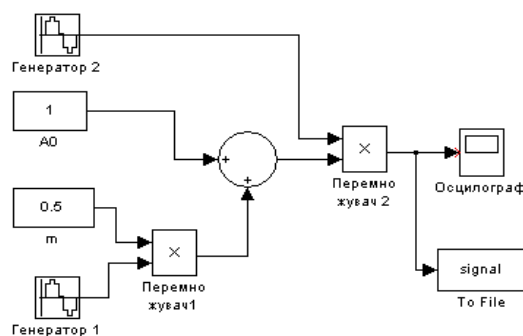 Генератор 2
1
A0
0.5
m
Генератор 1
×
Перемно
жувач1
+
+
×
Перемно
жувач 2
Осцилограф
signal
To File